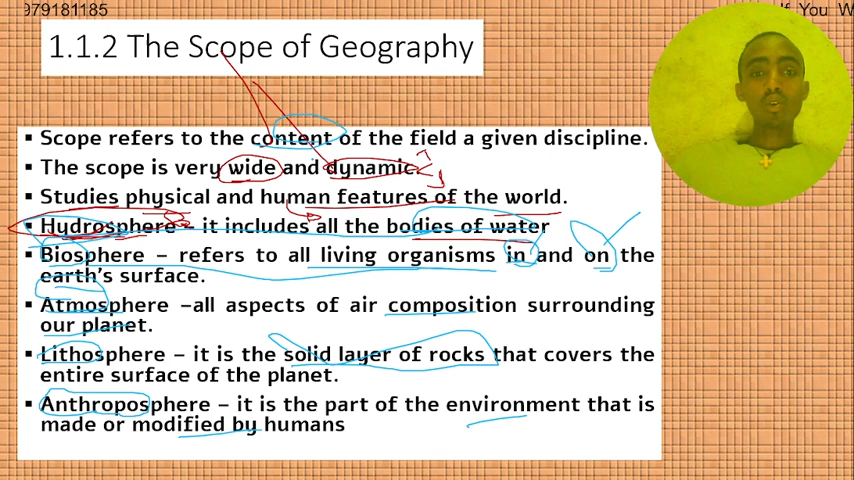 979181185
If You W
1.1.2 The Scope of Geography
▪ Scope refers to the content of the field a given discipline.
▪ The scope is very wide and dynamic.
▪ Studies physical and human features of the world.
▪ Hydrosphere – it includes all the bodies of water
▪ Biosphere – refers to all living organisms in and on the
earth's surface.
▪ Atmosphere –all aspects of air composition surrounding
our planet.
▪ Lithosphere – it is the solid layer of rocks that covers the
entire surface of the planet.
▪ Anthroposphere – it is the part of the environment that is
made or modified by humans